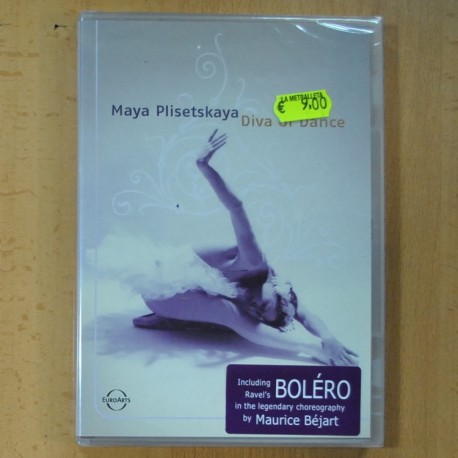 LA METRALLETA
€ 9,00
Maya Plisetskaya
Diva of Dance
EUROARTS
Including
Ravel's BOLÉRO
in the legendary choreography
by Maurice Béjart